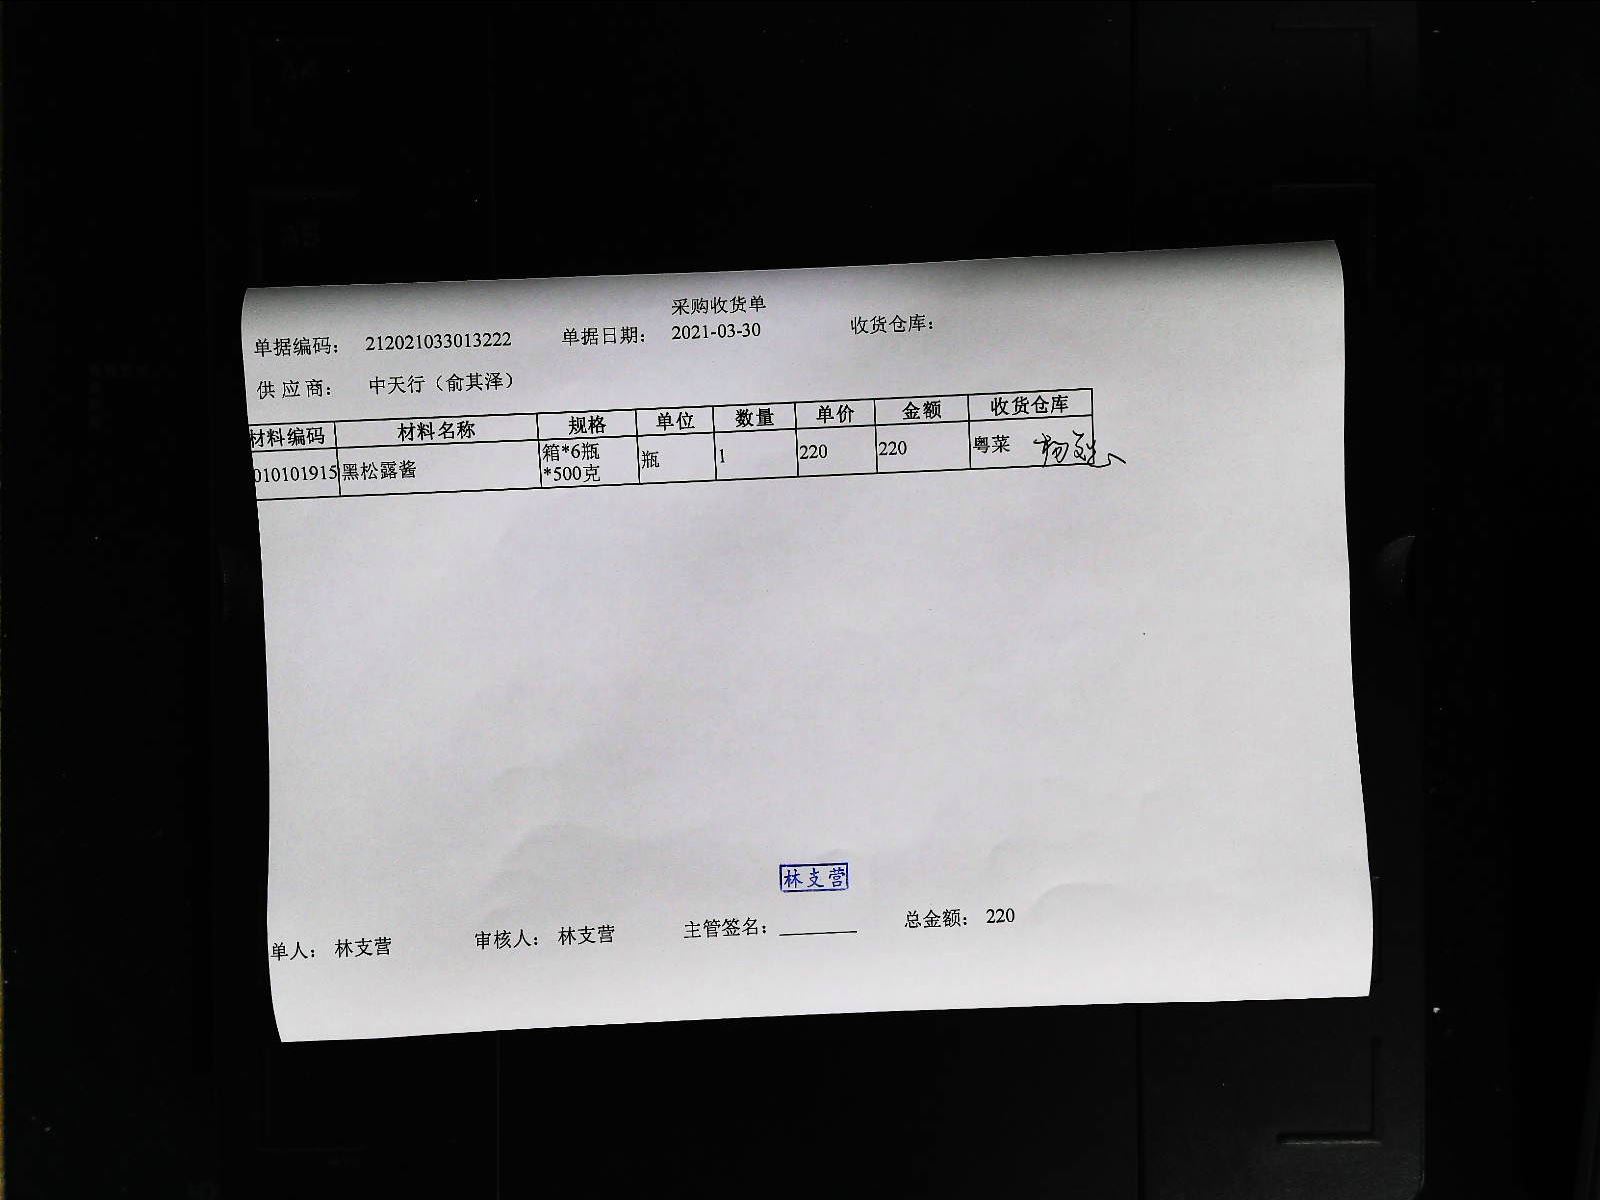 采购收货单
单据编码： 212021033013222 单据日期： 2021-03-30 收货仓库：
供 应 商： 中天行（俞其泽）
材料编码 材料名称 规格 单位 数量 单价 金额 收货仓库
010101915 黑松露酱 箱*6瓶 瓶 1 220 220 粤菜
*500克
林支营
单人： 林支营 审核人： 林支营 主管签名：________ 总金额： 220